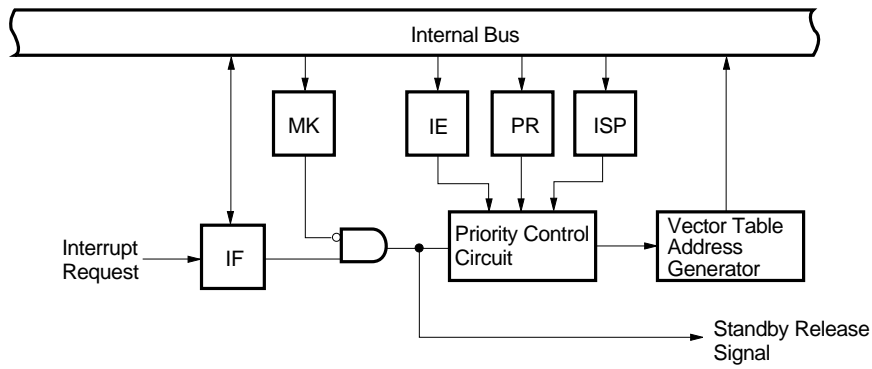 Internal Bus
MK
IE
PR
ISP
Interrupt
Request
IF
Priority Control
Circuit
Vector Table
Address
Generator
Standby Release
Signal